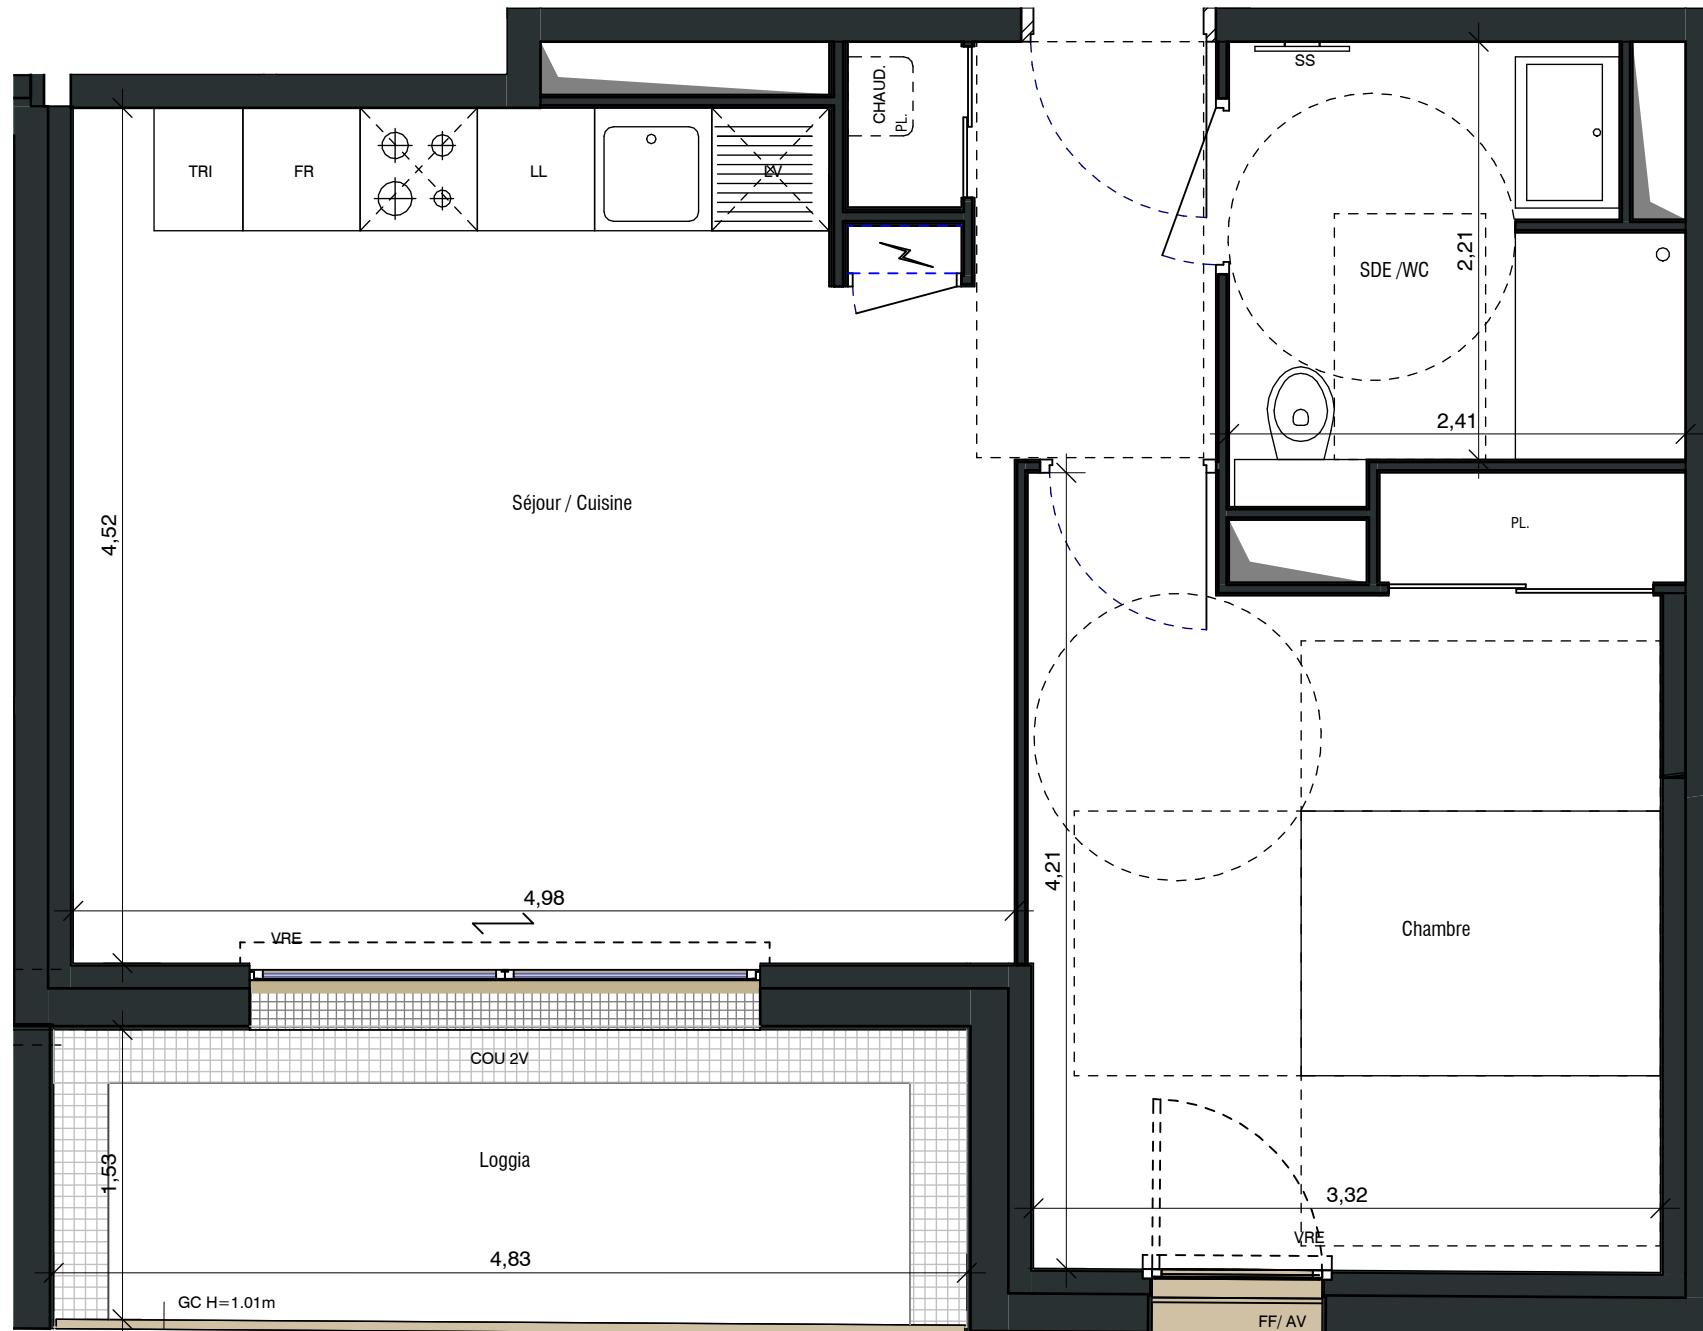 SS
CHAUD.
PL.
TRI
FR
LL
LV
2,21
SDE /WC
2,41
Séjour / Cuisine
4,52
PL.
4,21
4,98
VRE
Chambre
COU 2V
1,53
Loggia
3,32
VRE
4,83
GC H=1.01m
FF/ AV